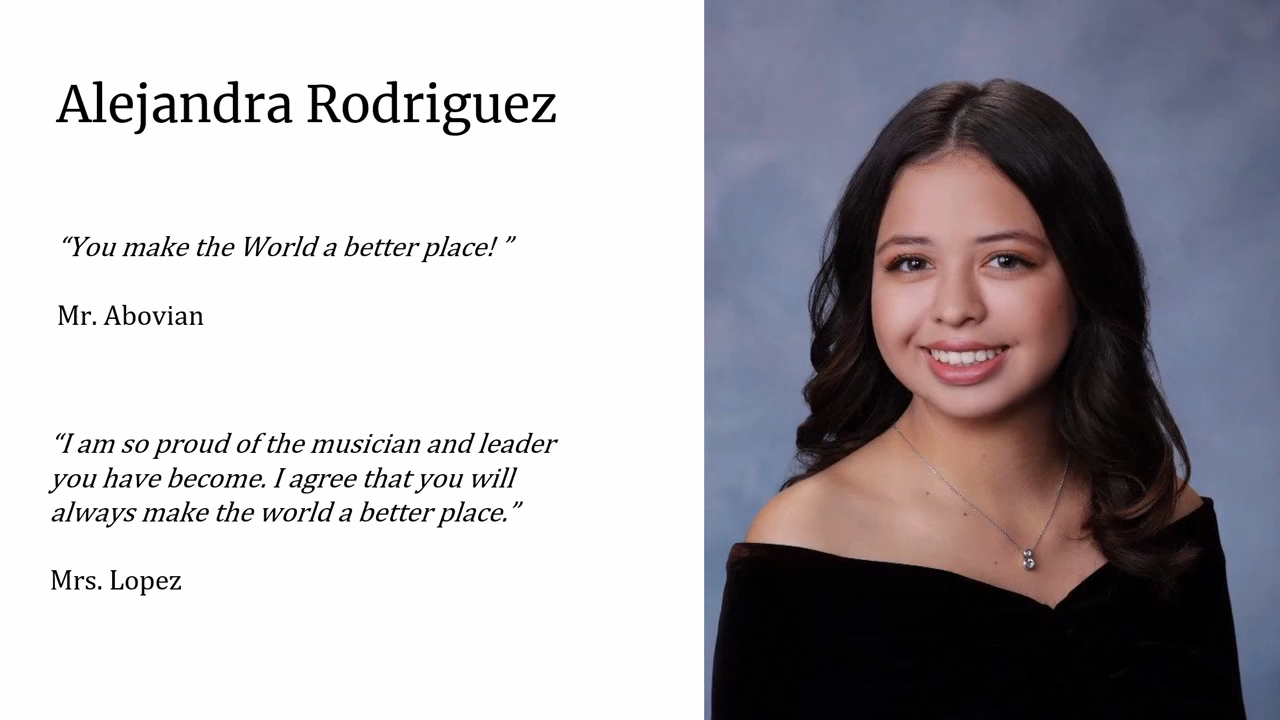 Alejandra Rodriguez
“You make the World a better place! ”
Mr. Abovian
“I am so proud of the musician and leader
you have become. I agree that you will
always make the world a better place.”
Mrs. Lopez